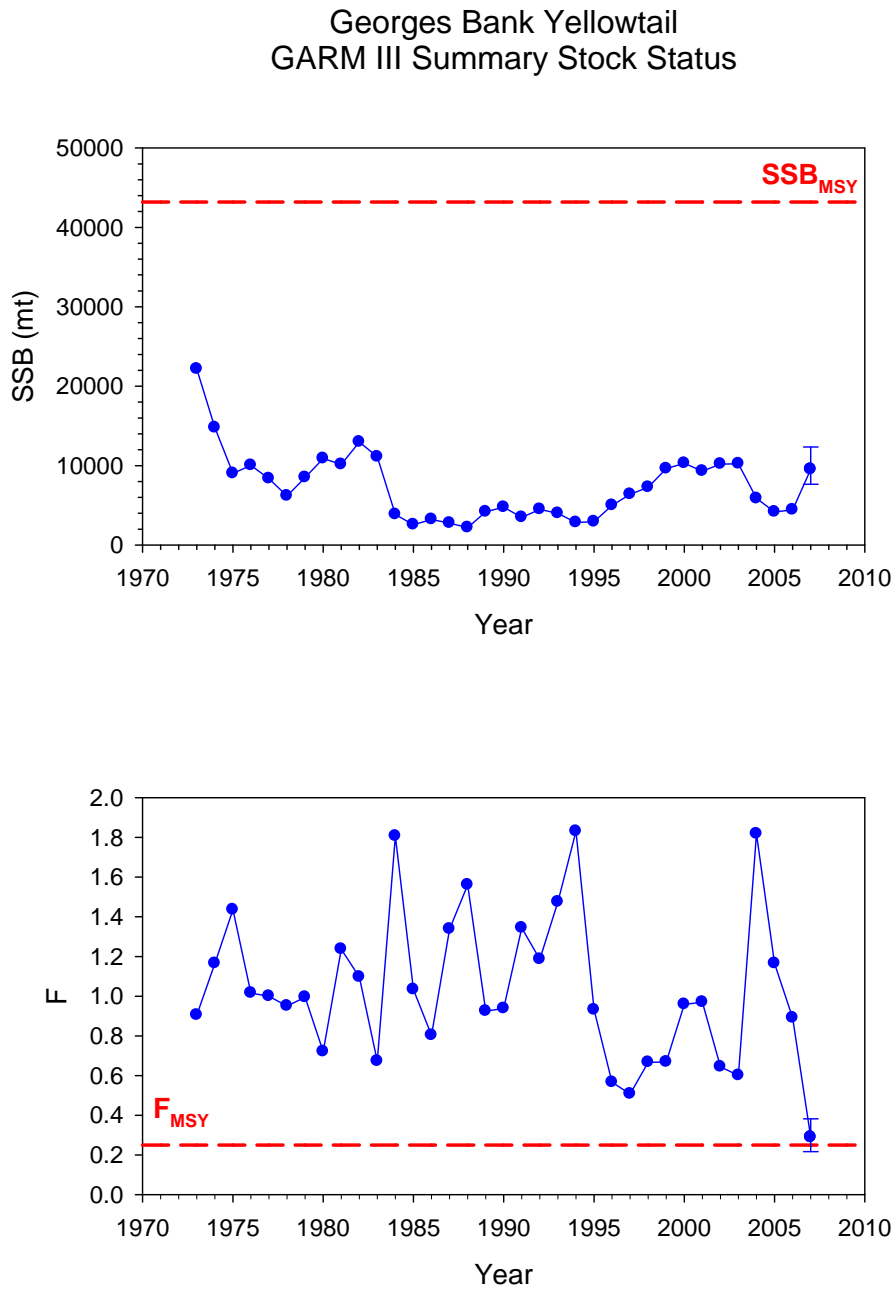 Georges Bank Yellowtail
GARM III Summary Stock Status
50000
40000
30000
20000
10000
0
SSB (mt)
SSB_MSY
1970 1975 1980 1985 1990 1995 2000 2005 2010
Year
2.0
1.8
1.6
1.4
1.2
1.0
0.8
0.6
0.4
0.2
0.0
F
F_MSY
1970 1975 1980 1985 1990 1995 2000 2005 2010
Year